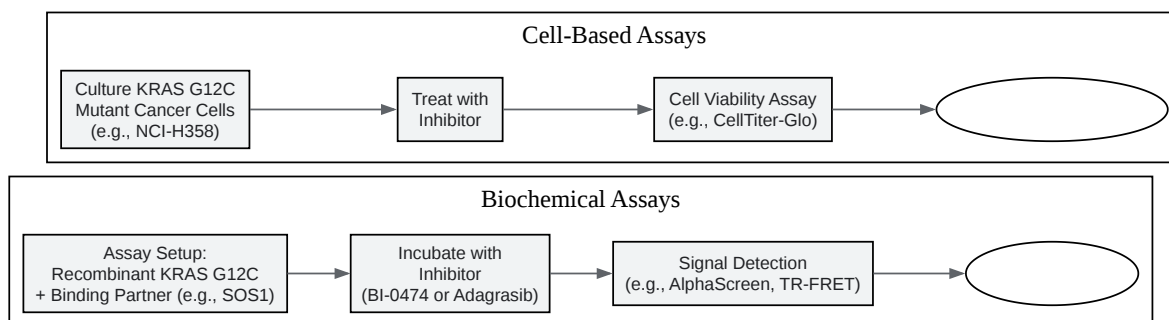 Cell-Based Assays
Culture KRAS G12C
Mutant Cancer Cells
(e.g., NCI-H358)
Treat with
Inhibitor
Cell Viability Assay
(e.g., CellTiter-Glo)
Biochemical Assays
Assay Setup:
Recombinant KRAS G12C
+ Binding Partner (e.g., SOS1)
Incubate with
Inhibitor
(BI-0474 or Adagrasib)
Signal Detection
(e.g., AlphaScreen, TR-FRET)